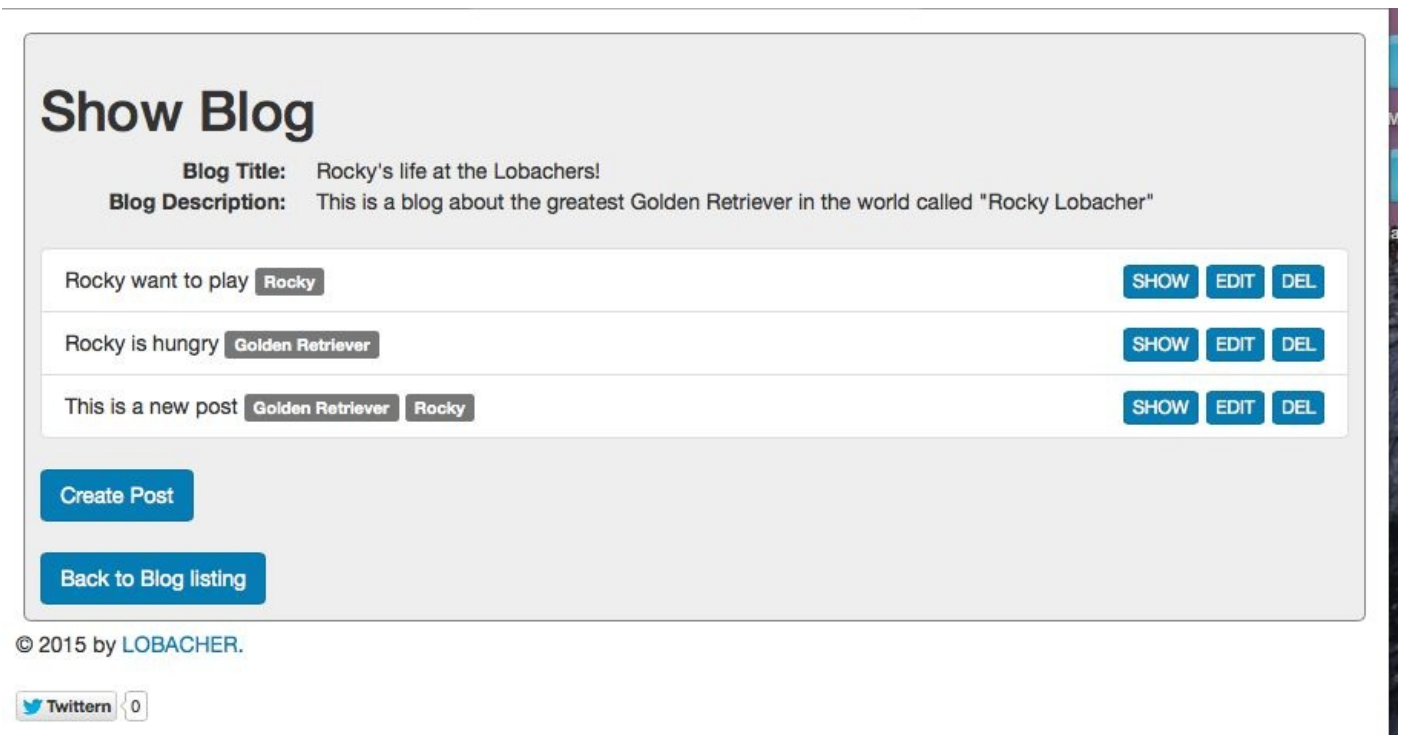 Show Blog
Blog Title: Rocky's life at the Lobachers!
Blog Description: This is a blog about the greatest Golden Retriever in the world called "Rocky Lobacher"
Rocky want to play Rocky SHOW EDIT DEL
Rocky is hungry Golden Retriever SHOW EDIT DEL
This is a new post Golden Retriever Rocky SHOW EDIT DEL
Create Post
Back to Blog listing
© 2015 by LOBACHER.
Twittern 0